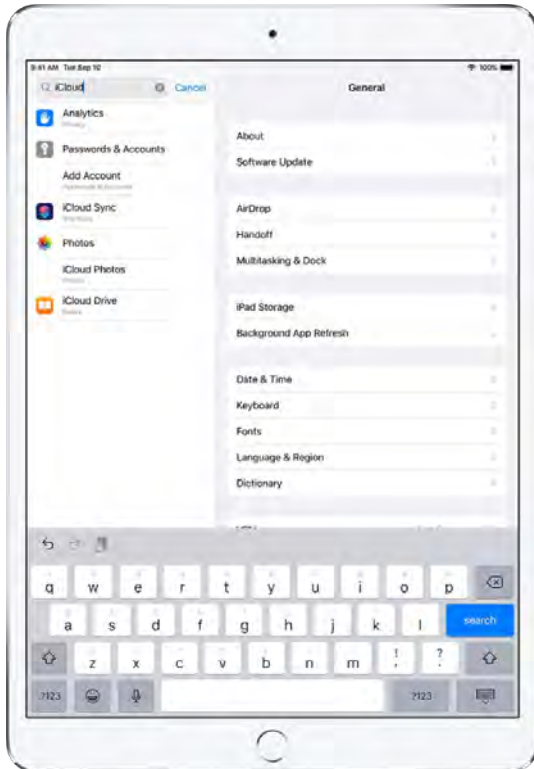 9:41 AM Tue Sep 10
100%
iCloud
Cancel
General
Analytics
Privacy
Passwords & Accounts
Add Account
Passwords & Accounts
iCloud Sync
Photos
iCloud Photos
Photos
iCloud Drive
Books
About
Software Update
AirDrop
Handoff
Multitasking & Dock
iPad Storage
Background App Refresh
Date & Time
Keyboard
Fonts
Language & Region
Dictionary
q w e r t y u i o p
a s d f g h j k l search
z x c v b n m ! , ? .
.?123 .?123